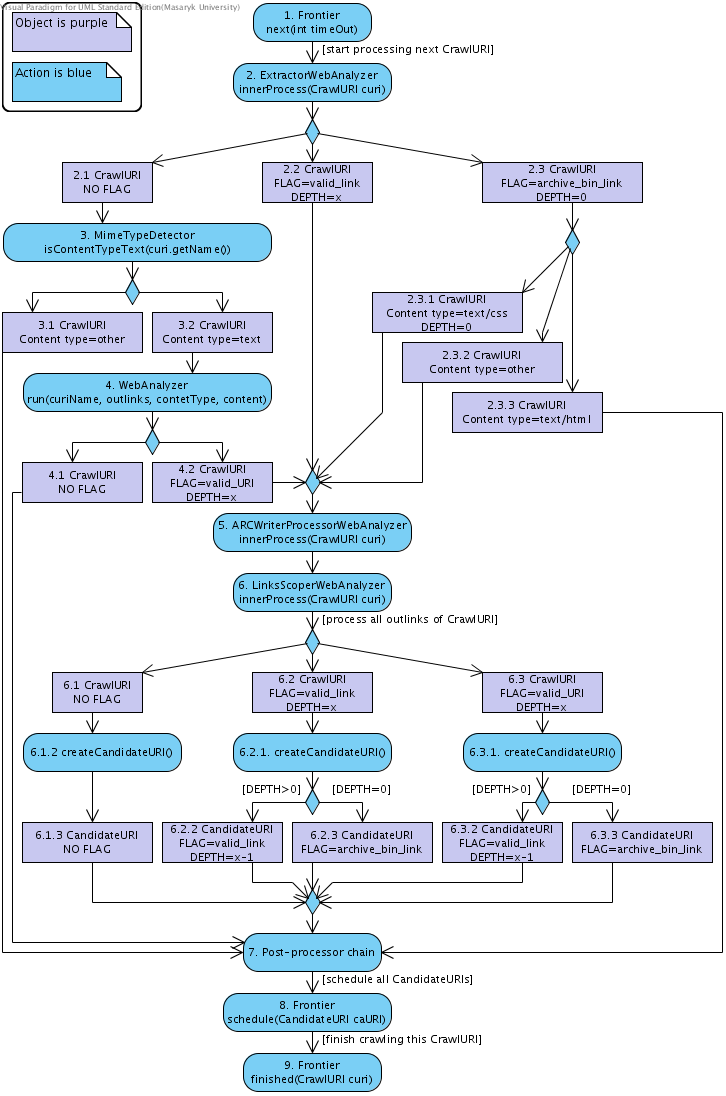 Visual Paradigm for UML Standard Edition(Masaryk University)
Object is purple
Action is blue
1. Frontier
next(int timeOut)
[start processing next CrawlURI]
2. ExtractorWebAnalyzer
innerProcess(CrawlURI curi)
2.1 CrawlURI
NO FLAG
2.2 CrawlURI
FLAG=valid_link
DEPTH=x
2.3 CrawlURI
FLAG=archive_bin_link
DEPTH=0
3. MimeTypeDetector
isContentTypeText(curi.getName())
3.1 CrawlURI
Content type=other
3.2 CrawlURI
Content type=text
2.3.1 CrawlURI
Content type=text/css
DEPTH=0
2.3.2 CrawlURI
Content type=other
2.3.3 CrawlURI
Content type=text/html
4. WebAnalyzer
run(curiName, outlinks, contetType, content)
4.1 CrawlURI
NO FLAG
4.2 CrawlURI
FLAG=valid_URI
DEPTH=x
5. ARCWriterProcessorWebAnalyzer
innerProcess(CrawlURI curi)
6. LinksScoperWebAnalyzer
innerProcess(CrawlURI curi)
[process all outlinks of CrawlURI]
6.1 CrawlURI
NO FLAG
6.2 CrawlURI
FLAG=valid_link
DEPTH=x
6.3 CrawlURI
FLAG=valid_URI
DEPTH=x
6.1.2 createCandidateURI()
6.2.1. createCandidateURI()
6.3.1. createCandidateURI()
[DEPTH>0]
[DEPTH=0]
[DEPTH>0]
[DEPTH=0]
6.1.3 CandidateURI
NO FLAG
6.2.2 CandidateURI
FLAG=valid_link
DEPTH=x-1
6.2.3 CandidateURI
FLAG=archive_bin_link
6.3.2 CandidateURI
FLAG=valid_link
DEPTH=x-1
6.3.3 CandidateURI
FLAG=archive_bin_link
7. Post-processor chain
[schedule all CandidateURIs]
8. Frontier
schedule(CandidateURI caURI)
[finish crawling this CrawlURI]
9. Frontier
finished(CrawlURI curi)